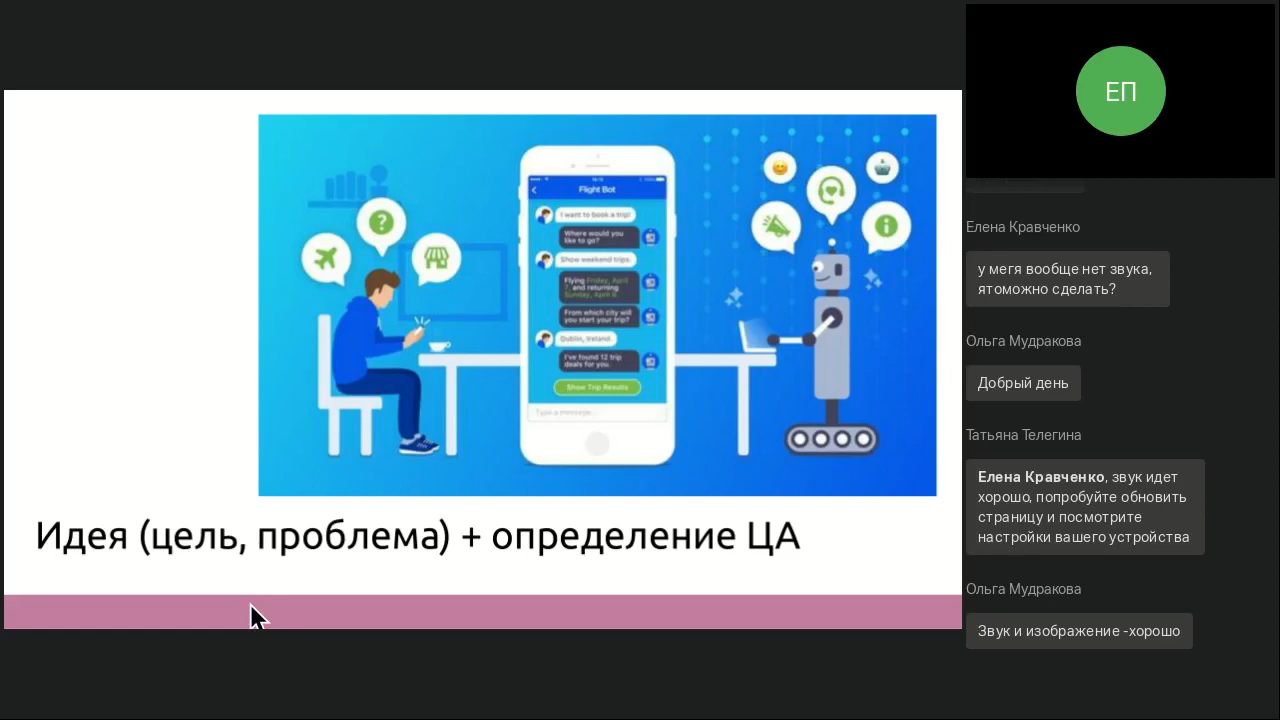 Flight Bot
I want to book a trip!
Where would you
like to go?
Show weekend trips.
Flying Friday, April
7, and returning
Sunday, April 9.
From which city will
you start your trip?
Dublin, Ireland.
I've found 12 trip
deals for you.
Show Trip Results
Type a message...
Идея (цель, проблема) + определение ЦА
ЕП
Елена Кравченко
у мегя вообще нет звука,
ятоможно сделать?
Ольга Мудракова
Добрый день
Татьяна Телегина
Елена Кравченко, звук идет
хорошо, попробуйте обновить
страницу и посмотрите
настройки вашего устройства
Ольга Мудракова
Звук и изображение -хорошо